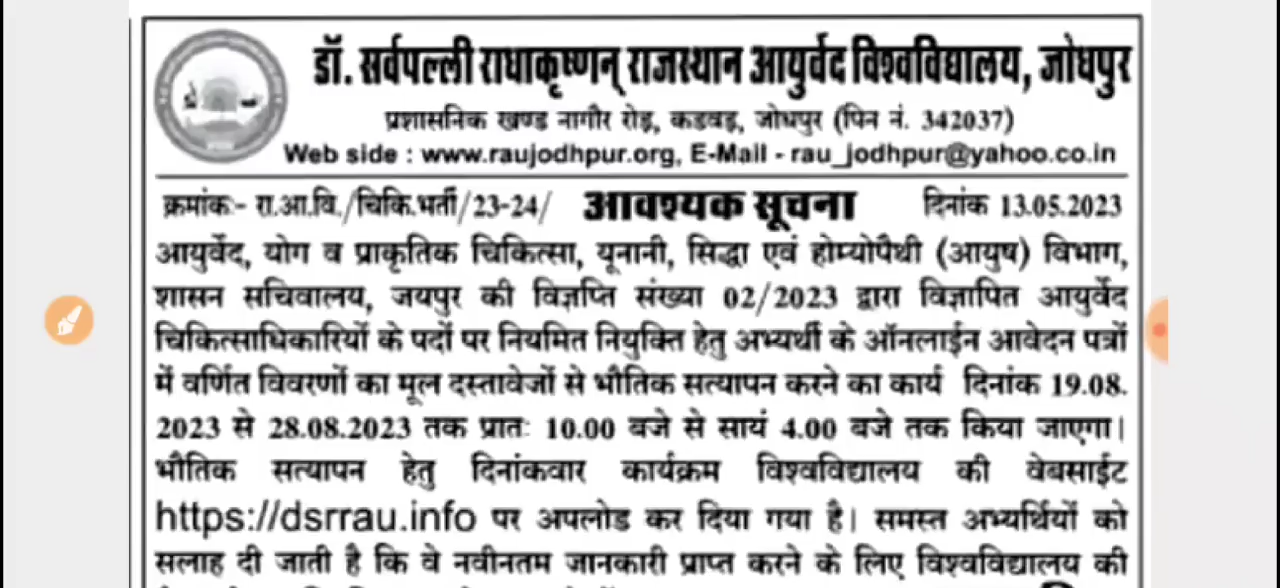 डॉ. सर्वपल्ली राधाकृष्णन् राजस्थान आयुर्वेद विश्वविद्यालय, जोधपुर
प्रशासनिक खण्ड नागौर रोड़, कडवड़, जोधपुर (पिन नं. 342037)
Web side : www.raujodhpur.org, E-Mail - rau_jodhpur@yahoo.co.in
क्रमांकः- रा.आ.वि./चिकि.भर्ती/23-24/ आवश्यक सूचना दिनांक 13.05.2023
आयुर्वेद, योग व प्राकृतिक चिकित्सा, यूनानी, सिद्धा एवं होम्योपैथी (आयुष) विभाग,
शासन सचिवालय, जयपुर की विज्ञप्ति संख्या 02/2023 द्वारा विज्ञापित आयुर्वेद
चिकित्साधिकारियों के पदों पर नियमित नियुक्ति हेतु अभ्यर्थी के ऑनलाईन आवेदन पत्रों
में वर्णित विवरणों का मूल दस्तावेजों से भौतिक सत्यापन करने का कार्य दिनांक 19.08.
2023 से 28.08.2023 तक प्रातः 10.00 बजे से सायं 4.00 बजे तक किया जाएगा।
भौतिक सत्यापन हेतु दिनांकवार कार्यक्रम विश्वविद्यालय की वेबसाईट
https://dsrrau.info पर अपलोड कर दिया गया है। समस्त अभ्यर्थियों को
सलाह दी जाती है कि वे नवीनतम जानकारी प्राप्त करने के लिए विश्वविद्यालय की